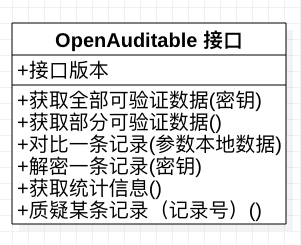 OpenAuditable 接口
+接口版本
+获取全部可验证数据(密钥)
+获取部分可验证数据()
+对比一条记录(参数本地数据)
+解密一条记录(密钥)
+获取统计信息()
+质疑某条记录（记录号）()